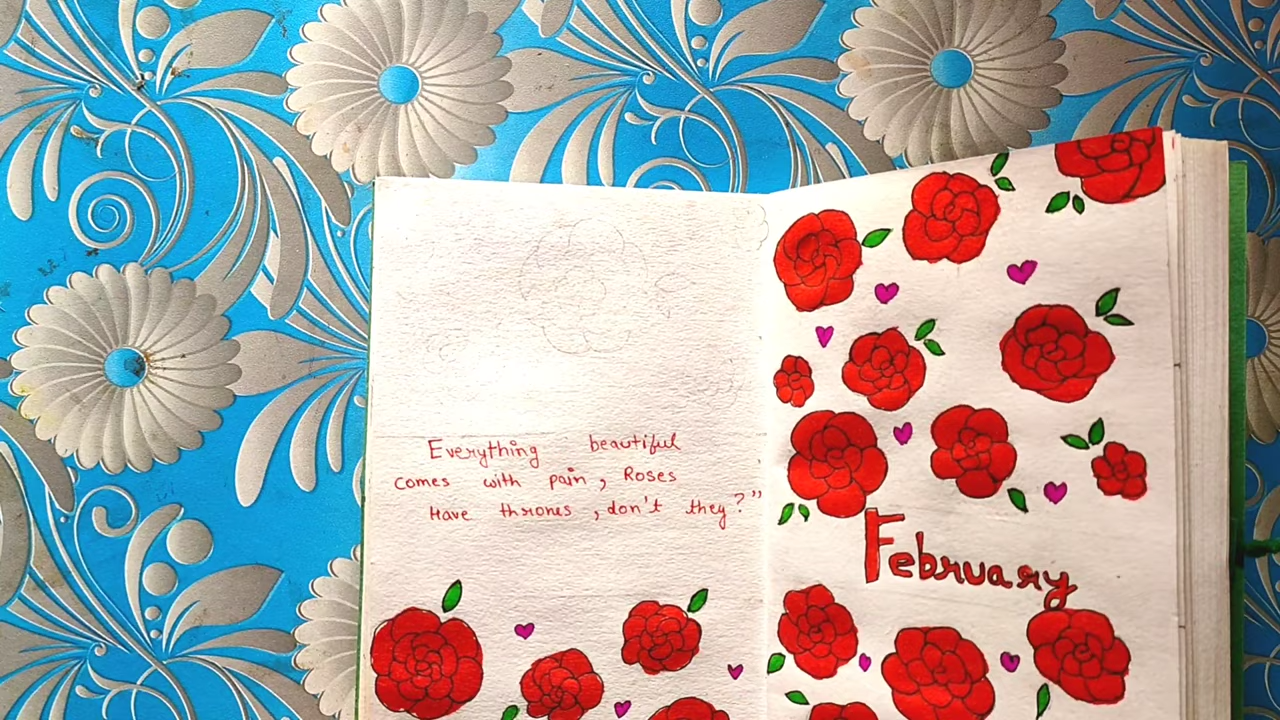 Everything beautiful
comes with pain, Roses
Have thrones, don't they?"
February